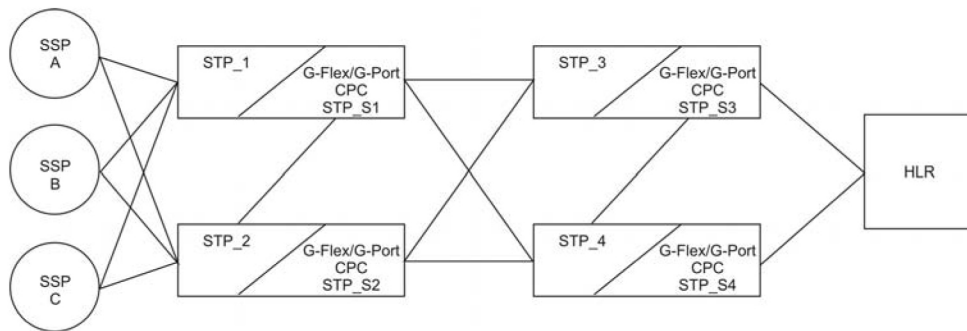 SSP
A
SSP
B
SSP
C
STP_1
G-Flex/G-Port
CPC
STP_S1
STP_2
G-Flex/G-Port
CPC
STP_S2
STP_3
G-Flex/G-Port
CPC
STP_S3
STP_4
G-Flex/G-Port
CPC
STP_S4
HLR